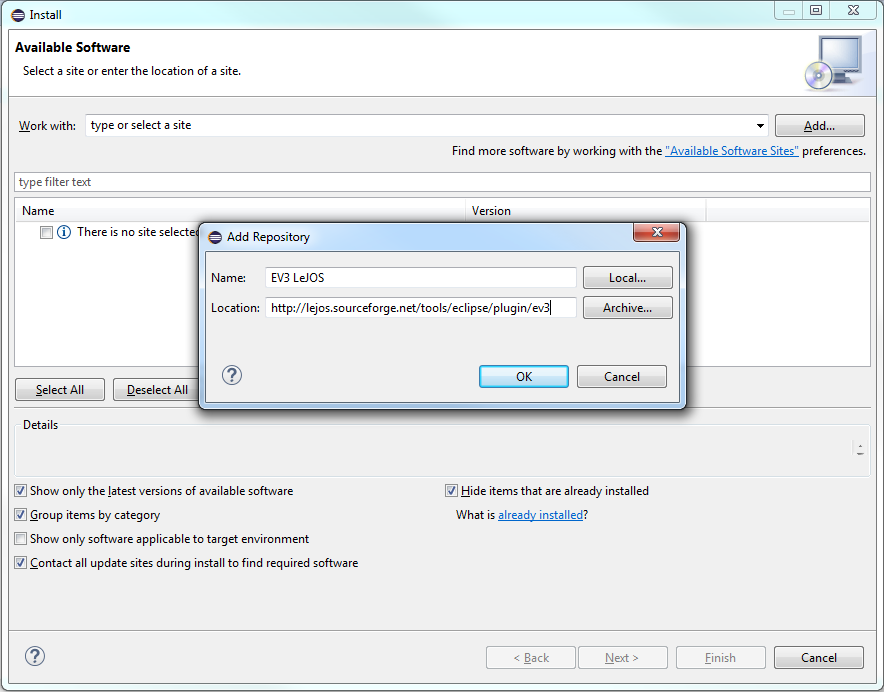 Install
Available Software
Select a site or enter the location of a site.
Work with: type or select a site Add...
Find more software by working with the "Available Software Sites" preferences.
type filter text
Name Version
There is no site selected
Add Repository
Name: EV3 LeJOS Local...
Location: http://lejos.sourceforge.net/tools/eclipse/plugin/ev3 Archive...
OK Cancel
Select All Deselect All
Details
Show only the latest versions of available software Hide items that are already installed
Group items by category What is already installed?
Show only software applicable to target environment
Contact all update sites during install to find required software
< Back Next > Finish Cancel